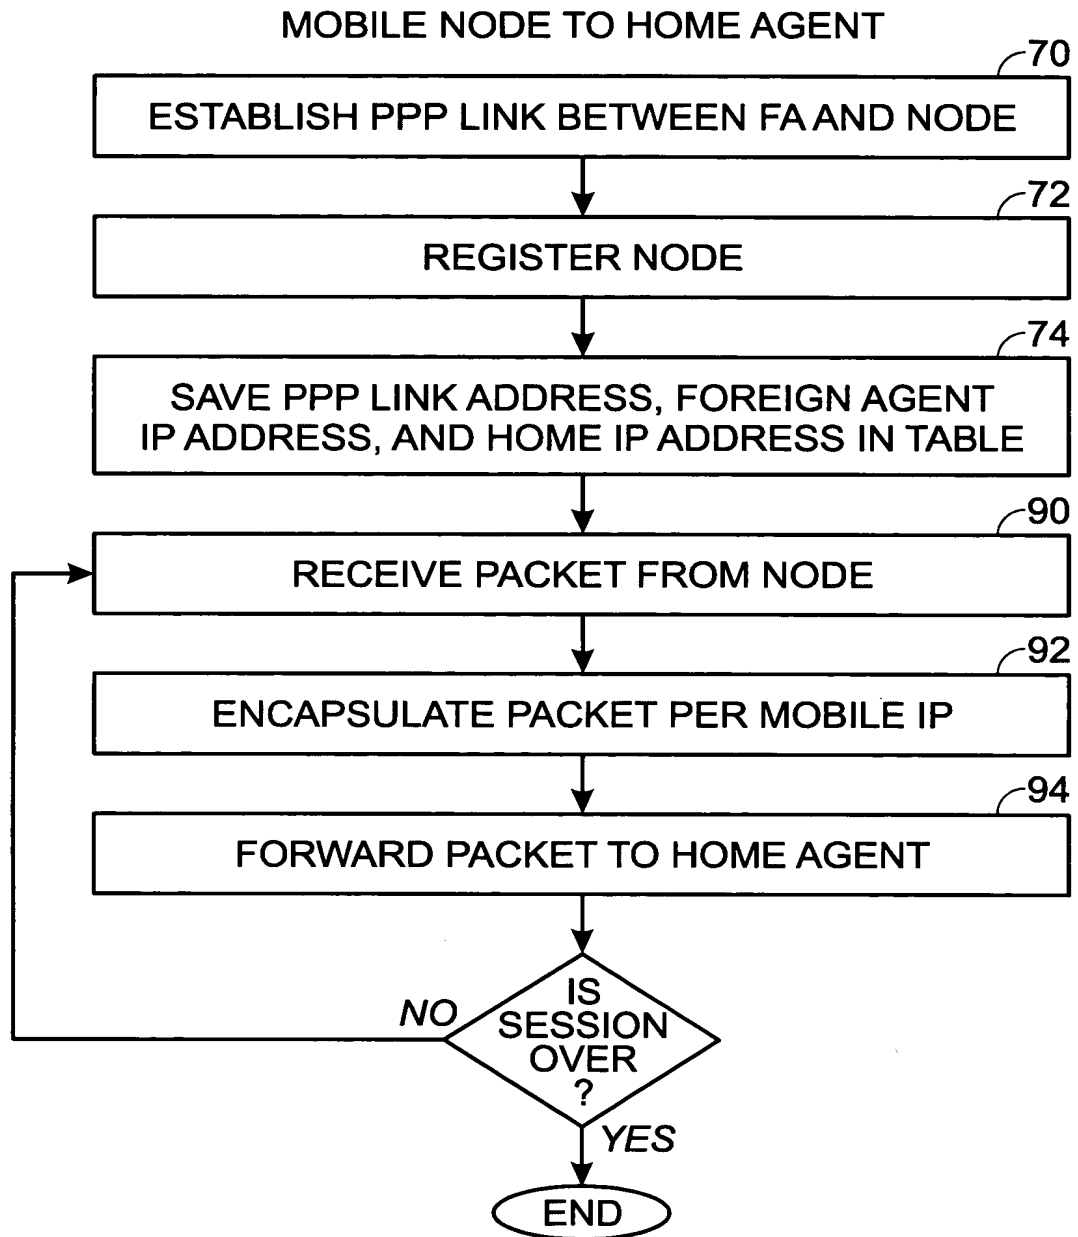 MOBILE NODE TO HOME AGENT
70
ESTABLISH PPP LINK BETWEEN FA AND NODE
72
REGISTER NODE
74
SAVE PPP LINK ADDRESS, FOREIGN AGENT
IP ADDRESS, AND HOME IP ADDRESS IN TABLE
90
RECEIVE PACKET FROM NODE
92
ENCAPSULATE PACKET PER MOBILE IP
94
FORWARD PACKET TO HOME AGENT
NO
IS
SESSION
OVER
?
YES
END